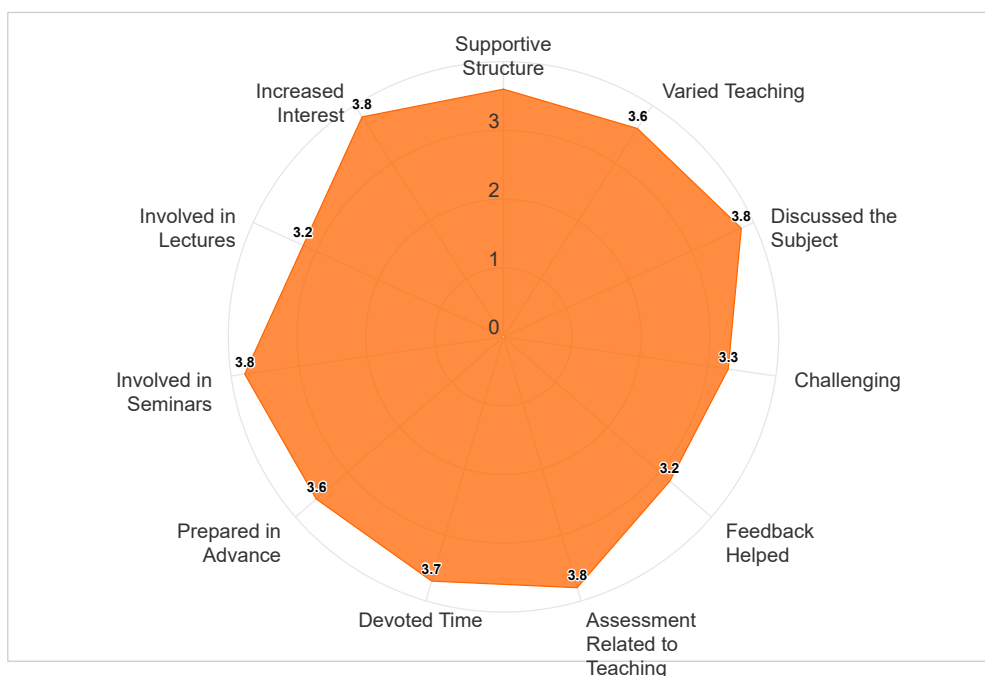 Supportive
Structure
Increased
Interest
3.8
3.6
Varied Teaching
3
Involved in
Lectures
3.2
2
3.8
Discussed the
Subject
1
0
Involved in
Seminars
3.8
3.3
Challenging
Prepared in
Advance
3.6
3.2
Feedback
Helped
Devoted Time
3.7
3.8
Assessment
Related to
Teaching